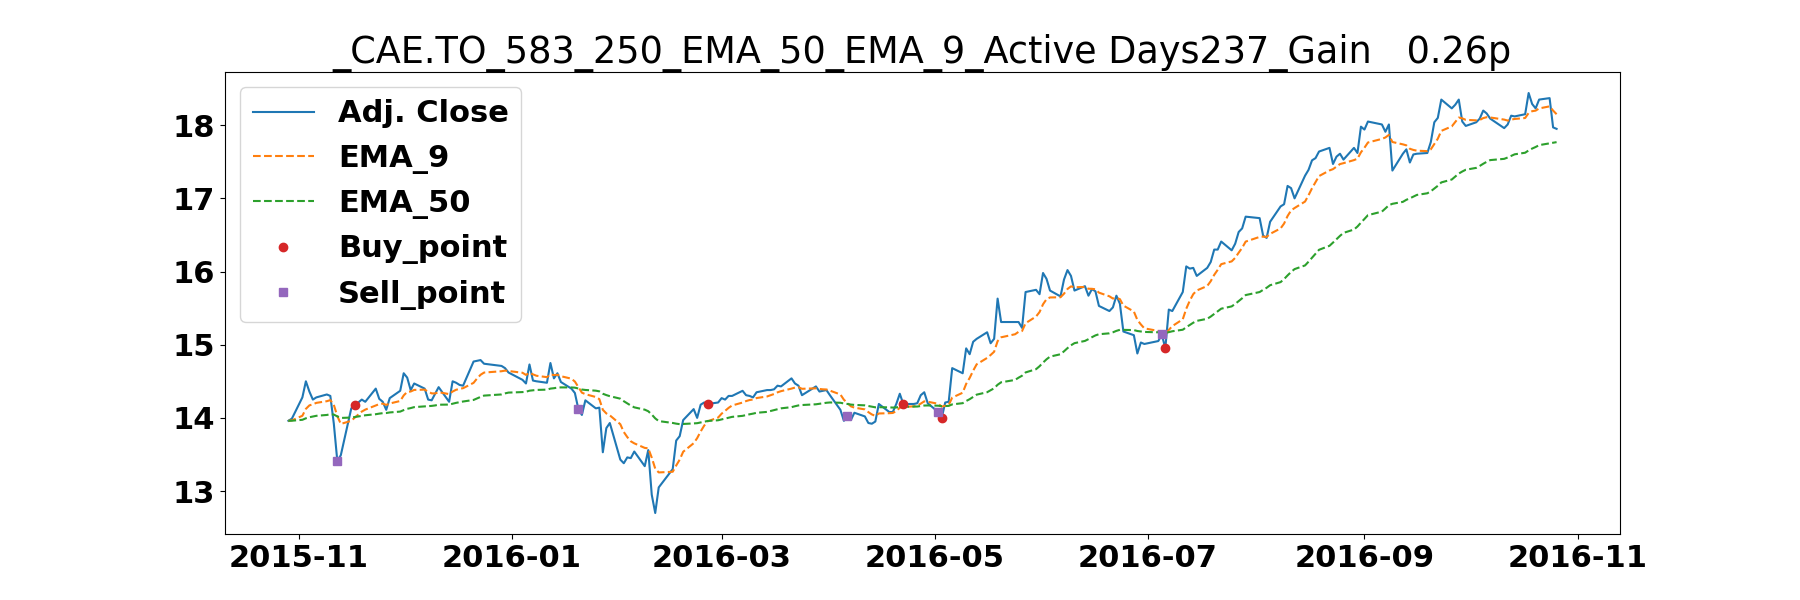 _CAE.TO_583_250_EMA_50_EMA_9_Active Days237_Gain   0.26p
Adj. Close
EMA_9
EMA_50
Buy_point
Sell_point
18
17
16
15
14
13
2015-11 2016-01 2016-03 2016-05 2016-07 2016-09 2016-11